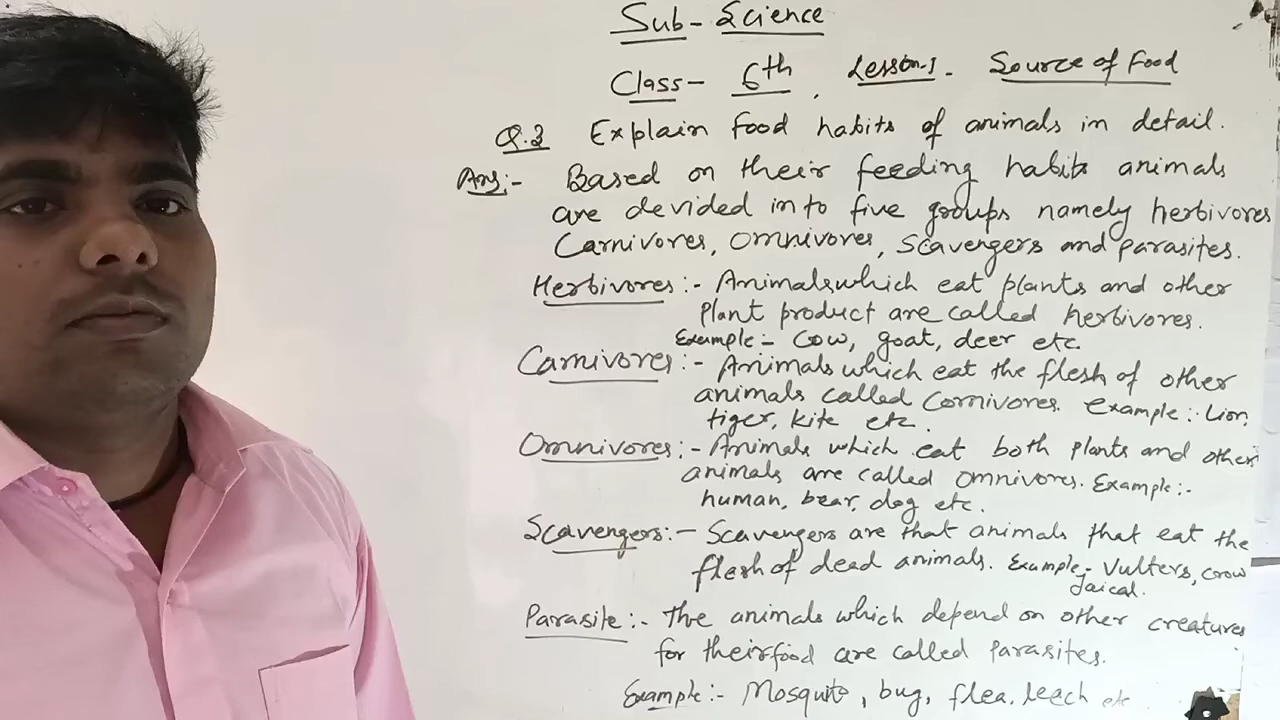 Sub- Science
Class- 6th, Lesson-1. Source of Food
Q.3 Explain food habits of animals in detail.
Ans:- Based on their feeding habits animals
are devided in to five groups namely herbivores
Carnivores, Omnivores, Scavengers and parasites.
Herbivores:- Animals which eat plants and other
plant product are called herbivores.
Example- Cow, goat, deer etc.
Carnivores:- Animals which eat the flesh of other
animals called Cornivores. Example:- Lion,
tiger, kite etc.
Omnivores:- Animals which eat both plants and other
animals are called omnivores. Example:-
human, bear, dog etc.
Scavengers:- Scavengers are that animals that eat the
flesh of dead animals. Example- Vulters, Crow
Jaical.
Parasite:- The animals which depend on other creatures
for their food are called Parasites.
Example:- Mosquito, bug, flea, leach etc